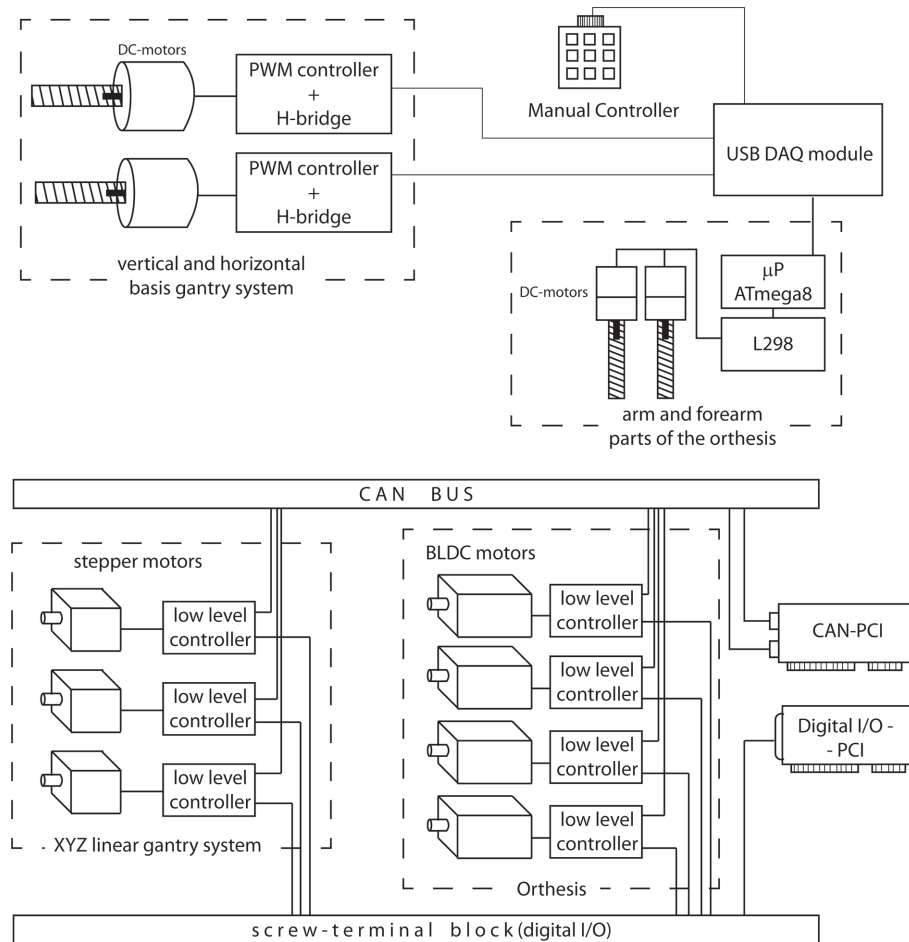 DC-motors
PWM controller
+
H-bridge
PWM controller
+
H-bridge
vertical and horizontal
basis gantry system
Manual Controller
USB DAQ module
DC-motors
μP
ATmega8
L298
arm and forearm
parts of the orthesis
CAN BUS
stepper motors
low level
controller
low level
controller
low level
controller
- XYZ linear gantry system
BLDC motors
low level
controller
low level
controller
low level
controller
low level
controller
Orthesis
CAN-PCI
Digital I/O -
- PCI
screw-terminal block(digital I/O)